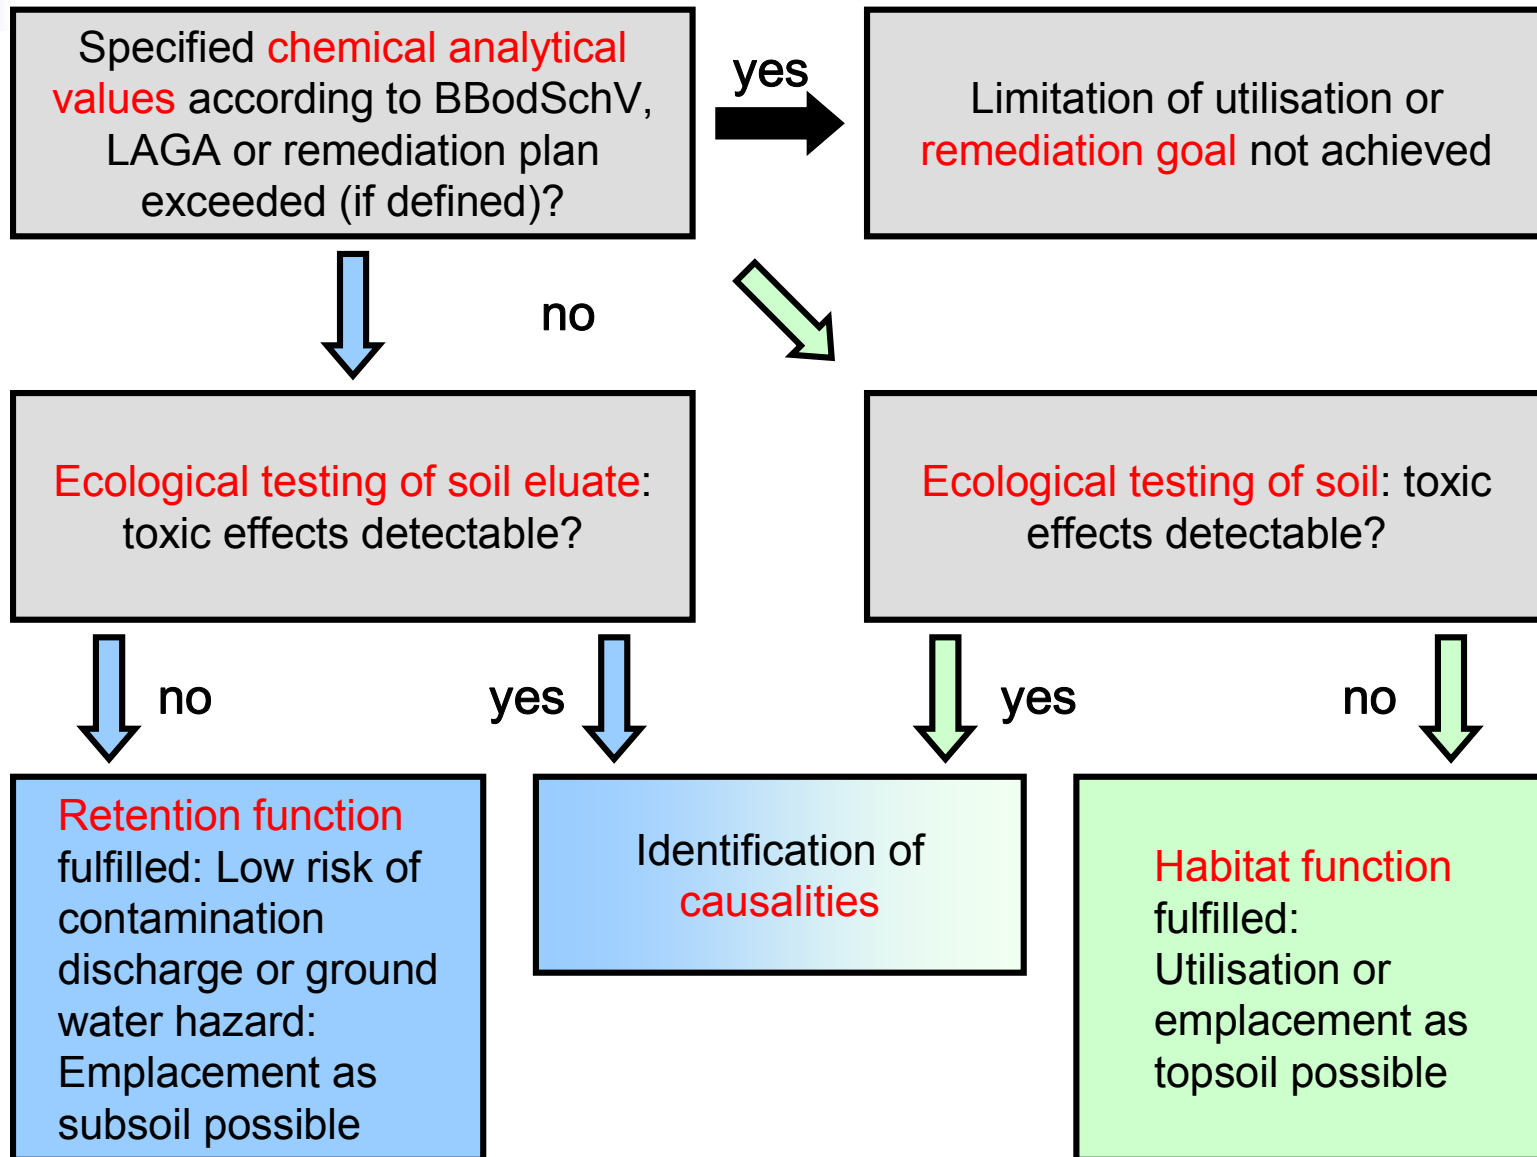 Specified chemical analytical
values according to BBodSchV,
LAGA or remediation plan
exceeded (if defined)?
yes
Limitation of utilisation or
remediation goal not achieved
no
Ecological testing of soil eluate:
toxic effects detectable?
Ecological testing of soil: toxic
effects detectable?
no
yes
yes
no
Retention function
fulfilled: Low risk of
contamination
discharge or ground
water hazard:
Emplacement as
subsoil possible
Identification of
causalities
Habitat function
fulfilled:
Utilisation or
emplacement as
topsoil possible